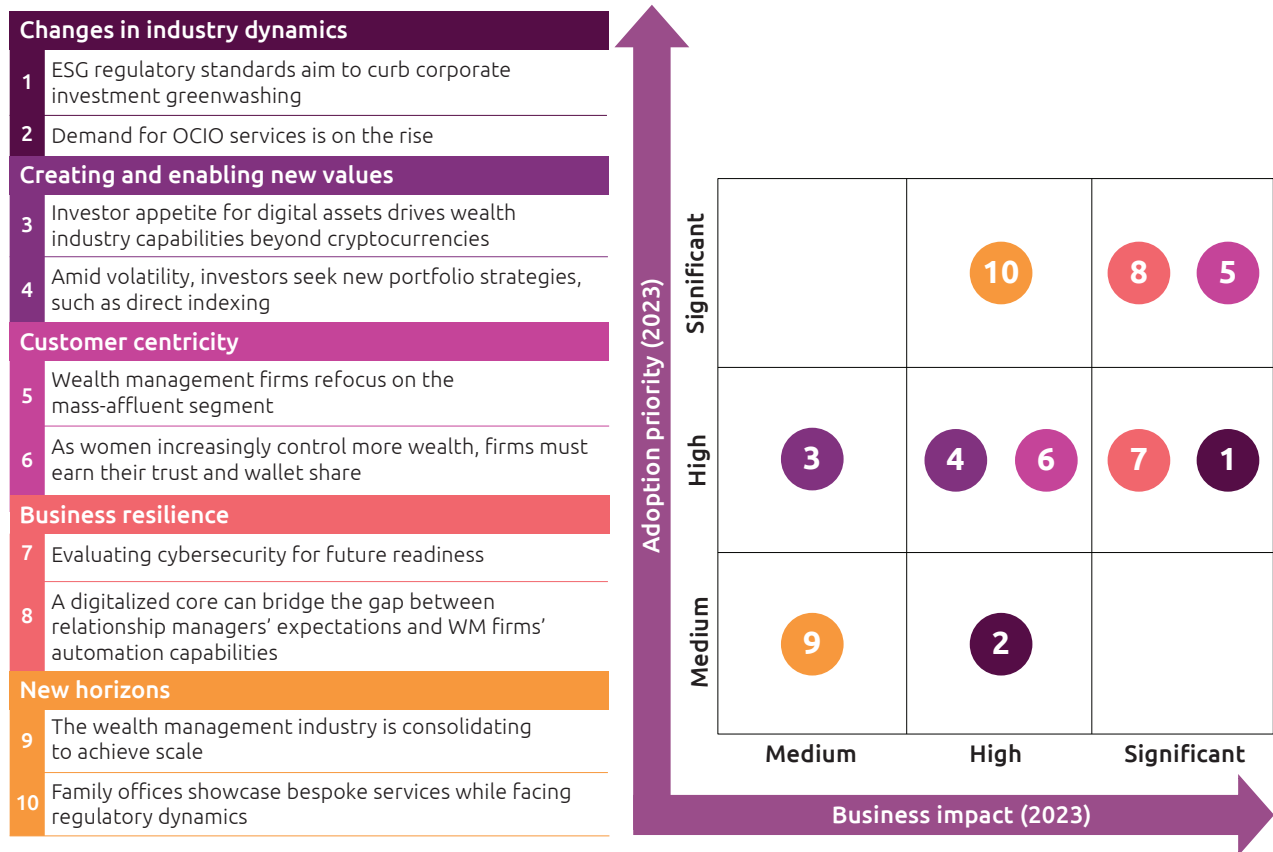 Changes in industry dynamics
1
ESG regulatory standards aim to curb corporate
investment greenwashing
2
Demand for OCIO services is on the rise
Creating and enabling new values
3
Investor appetite for digital assets drives wealth
industry capabilities beyond cryptocurrencies
4
Amid volatility, investors seek new portfolio strategies,
such as direct indexing
Customer centricity
5
Wealth management firms refocus on the
mass-affluent segment
6
As women increasingly control more wealth, firms must
earn their trust and wallet share
Business resilience
7
Evaluating cybersecurity for future readiness
8
A digitalized core can bridge the gap between
relationship managers’ expectations and WM firms’
automation capabilities
New horizons
9
The wealth management industry is consolidating
to achieve scale
10
Family offices showcase bespoke services while facing
regulatory dynamics
Adoption priority (2023)
Significant
10
8
5
High
3
4
6
7
1
Medium
9
2
Medium
High
Significant
Business impact (2023)